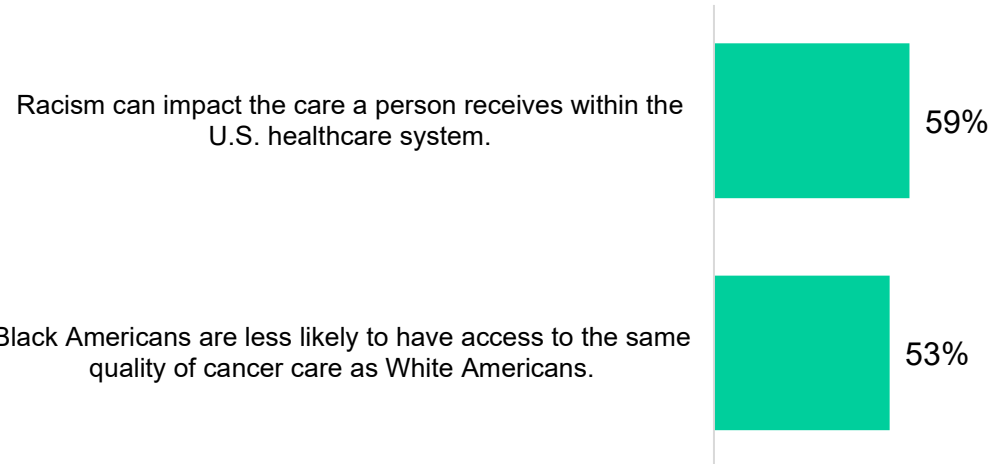 Racism can impact the care a person receives within the
U.S. healthcare system.
59%
Black Americans are less likely to have access to the same
quality of cancer care as White Americans.
53%